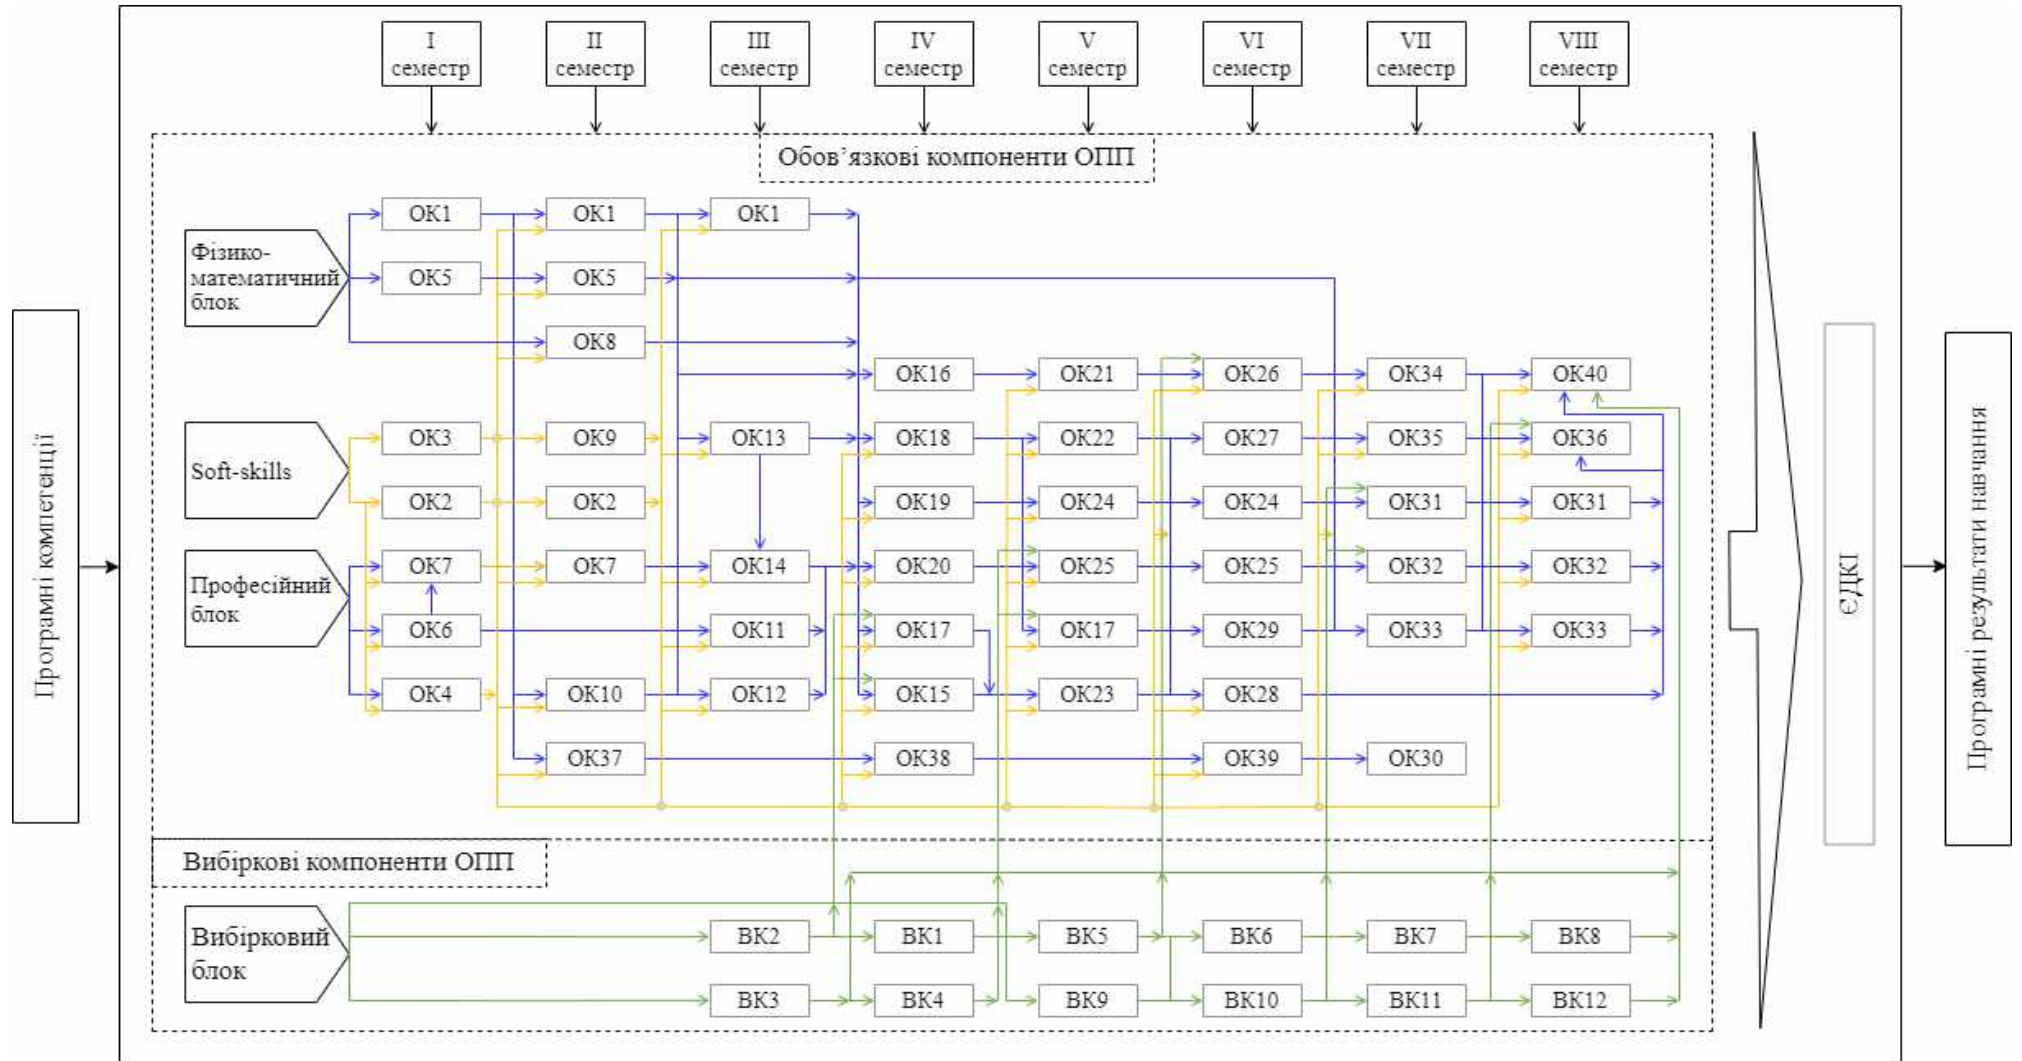 I
семестр
II
семестр
III
семестр
IV
семестр
V
семестр
VI
семестр
VII
семестр
VIII
семестр
Обов’язкові компоненти ОПП
Програмні компетенції
Фізико-
математичний
блок
Soft-skills
Професійний
блок
ОК1
ОК1
ОК1
ОК5
ОК5
ОК8
ОК16
ОК21
ОК26
ОК34
ОК40
ОК3
ОК9
ОК13
ОК18
ОК22
ОК27
ОК35
ОК36
ОК2
ОК2
ОК19
ОК24
ОК24
ОК31
ОК31
ОК7
ОК7
ОК14
ОК20
ОК25
ОК25
ОК32
ОК32
ОК6
ОК11
ОК17
ОК17
ОК29
ОК33
ОК33
ОК4
ОК10
ОК12
ОК15
ОК23
ОК28
ОК37
ОК38
ОК39
ОК30
Вибіркові компоненти ОПП
Вибірковий
блок
ВК2
ВК1
ВК5
ВК6
ВК7
ВК8
ВК3
ВК4
ВК9
ВК10
ВК11
ВК12
ЄДКІ
Програмні результати навчання